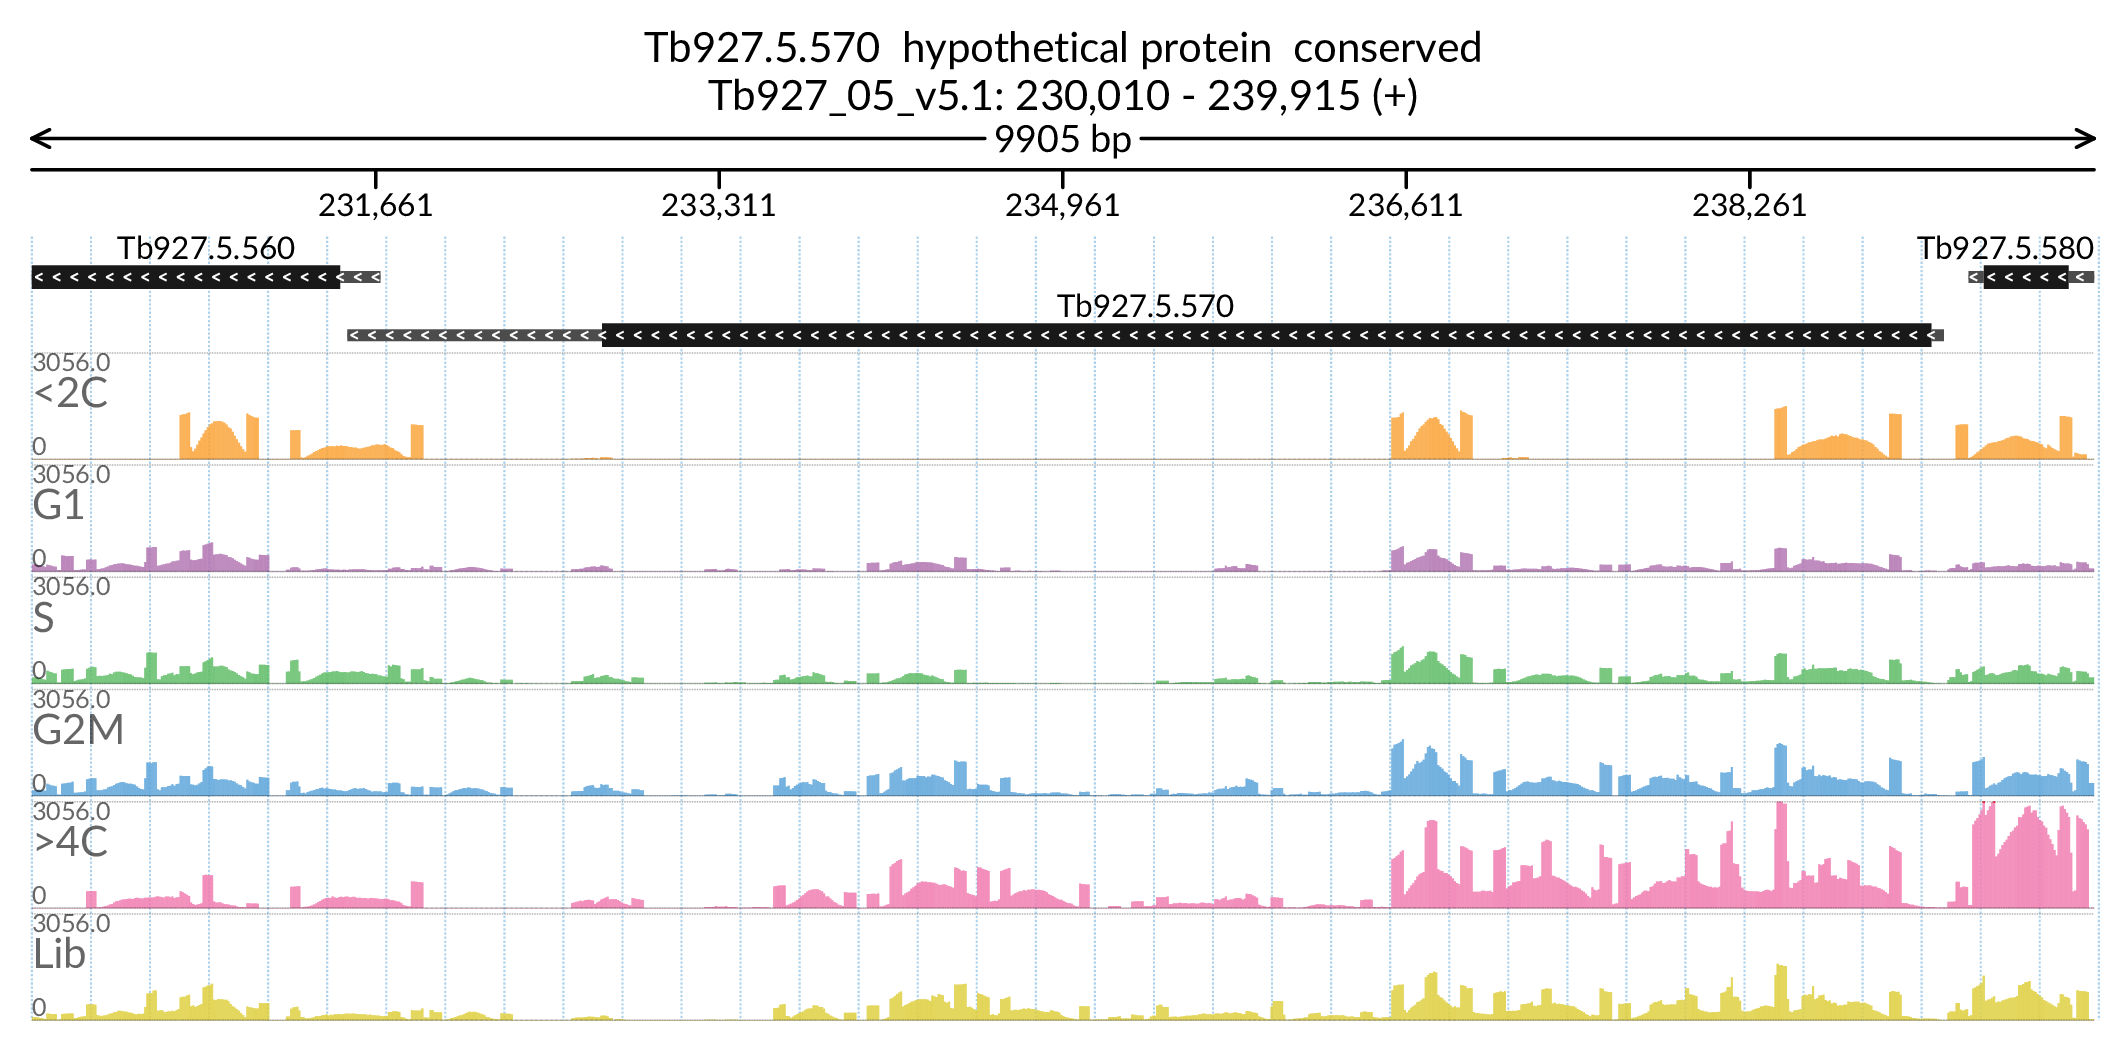 Tb927.5.570  hypothetical protein  conserved
Tb927_05_v5.1: 230,010 - 239,915 (+)
9905 bp
231,661 233,311 234,961 236,611 238,261
Tb927.5.560 Tb927.5.580
Tb927.5.570
3056.0
<2C
0
3056.0
G1
0
3056.0
S
0
3056.0
G2M
0
3056.0
>4C
0
3056.0
Lib
0